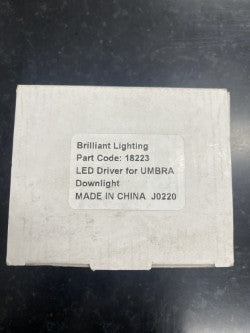 Brilliant Lighting
Part Code: 18223
LED Driver for UMBRA
Downlight
MADE IN CHINA J0220